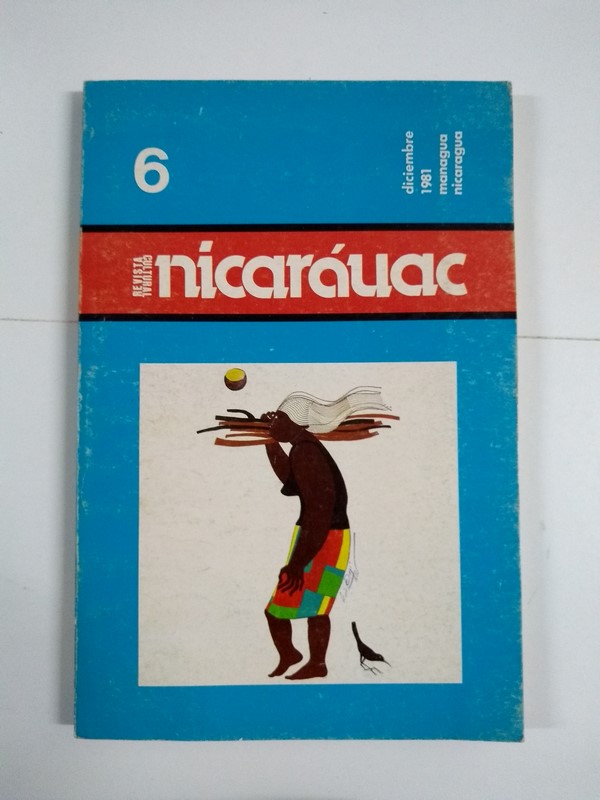 6
diciembre
1981
managua
nicaragua
REVISTA
CULTURAL
nicaráuac